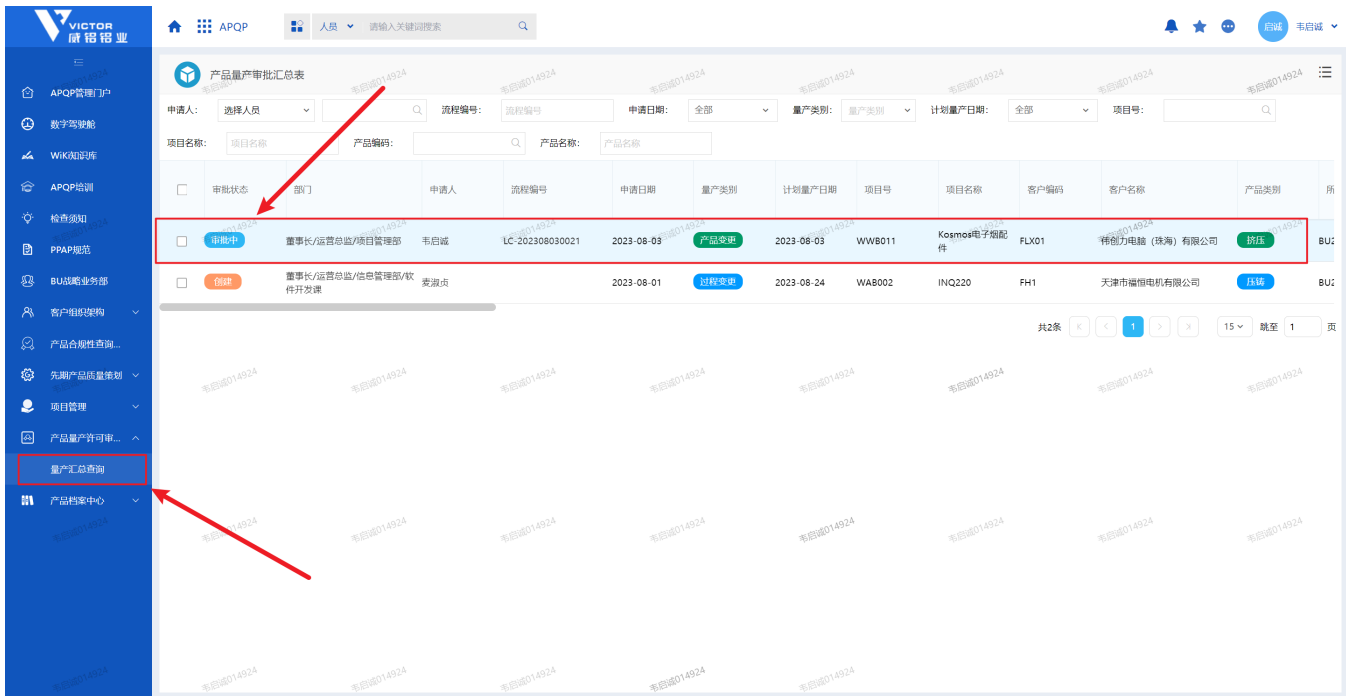 VICTOR
威铝铝业
APQP
人员
请输入关键词搜索
启诚
韦启诚
APQP管理门户
数字驾驶舱
WiKi知识库
APQP培训
检查须知
PPAP规范
BU战略业务部
客户组织架构
产品合规性查询...
先期产品质量策划
项目管理
产品量产许可审...
量产汇总查询
产品档案中心
产品量产审批汇总表
申请人: 选择人员 流程编号: 流程编号 申请日期: 全部 量产类别: 量产类别 计划量产日期: 全部 项目号:
项目名称: 项目名称 产品编码: 产品名称: 产品名称
审批状态 部门 申请人 流程编号 申请日期 量产类别 计划量产日期 项目号 项目名称 客户编码 客户名称 产品类别 所
审批中 董事长/运营总监/项目管理部 韦启诚 LC-202308030021 2023-08-03 产品变更 2023-08-03 WWB011 Kosmos电子烟配件 FLX01 伟创力电脑（珠海）有限公司 挤压 BU2
创建 董事长/运营总监/信息管理部/软件开发课 麦淑贞 2023-08-01 过程变更 2023-08-24 WAB002 INQ220 FH1 天津市福恒电机有限公司 压铸 BU2
共2条 1 15 跳至 1 页
韦启诚014924